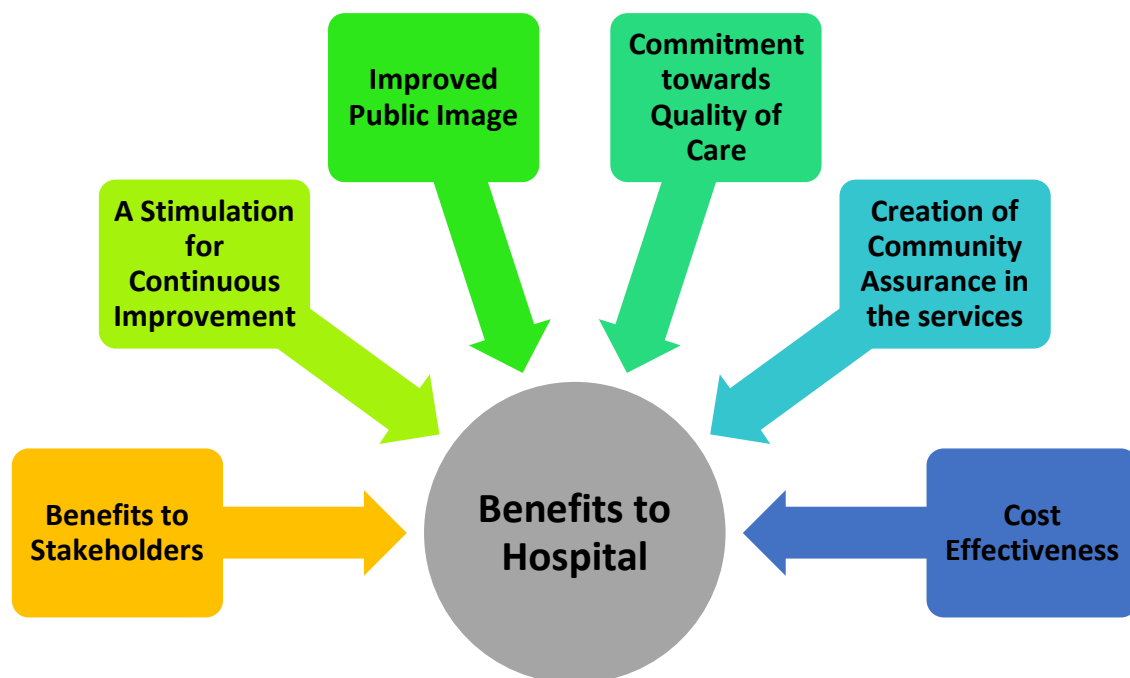 Improved
Public Image
Commitment
towards
Quality of
Care
A Stimulation
for
Continuous
Improvement
Creation of
Community
Assurance in
the services
Benefits to
Stakeholders
Benefits to
Hospital
Cost
Effectiveness